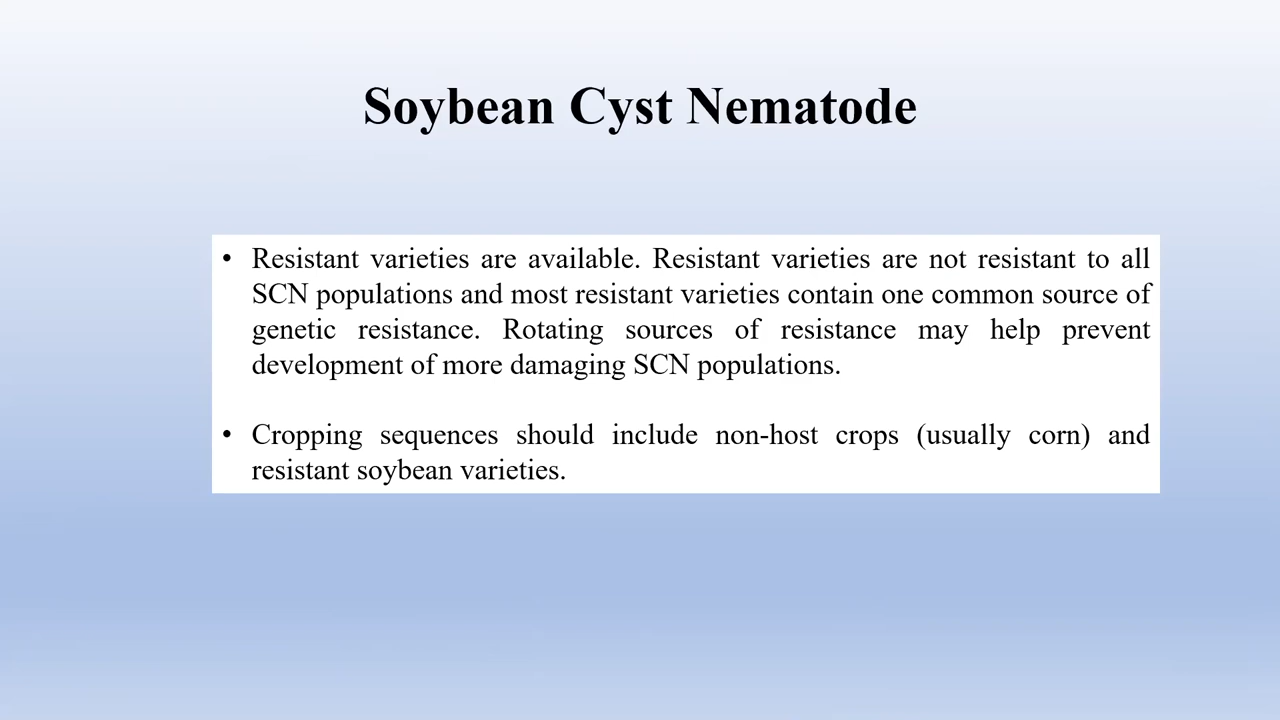 Soybean Cyst Nematode
• Resistant varieties are available. Resistant varieties are not resistant to all
SCN populations and most resistant varieties contain one common source of
genetic resistance. Rotating sources of resistance may help prevent
development of more damaging SCN populations.
• Cropping sequences should include non-host crops (usually corn) and
resistant soybean varieties.